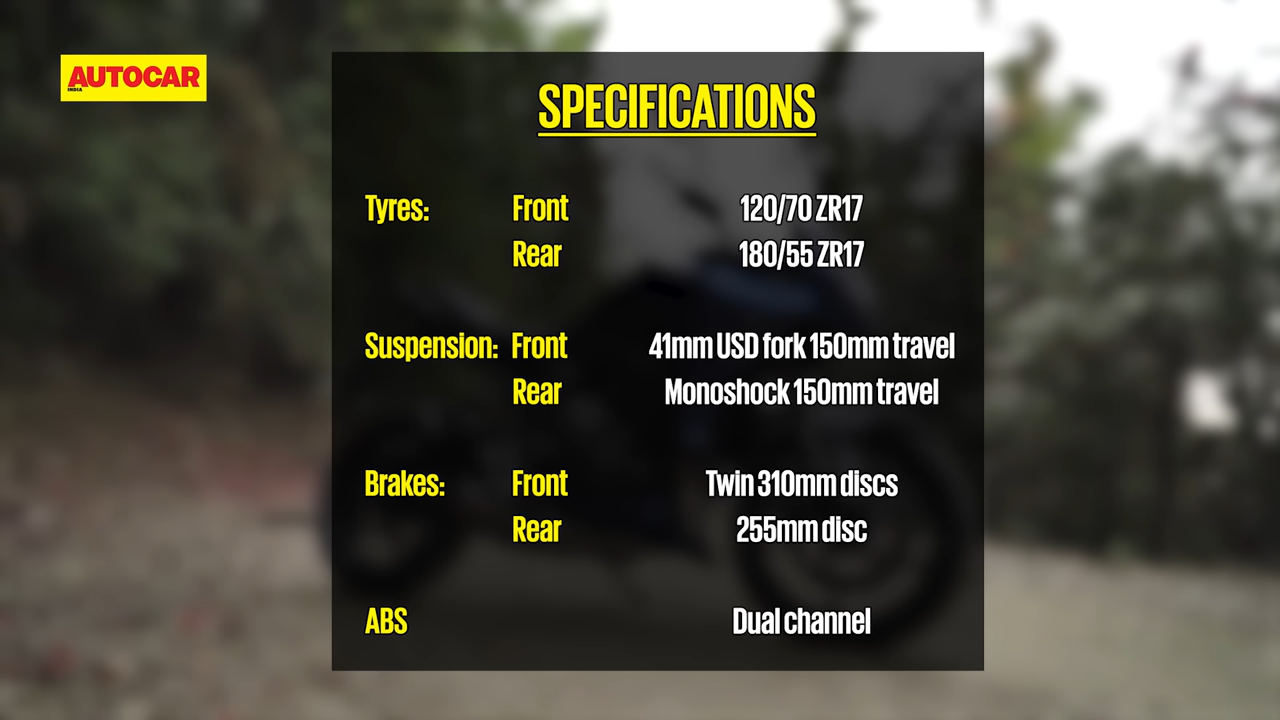 AUTOCAR
INDIA
SPECIFICATIONS
Tyres: Front 120/70 ZR17
Rear 180/55 ZR17
Suspension: Front 41mm USD fork 150mm travel
Rear Monoshock 150mm travel
Brakes: Front Twin 310mm discs
Rear 255mm disc
ABS Dual channel